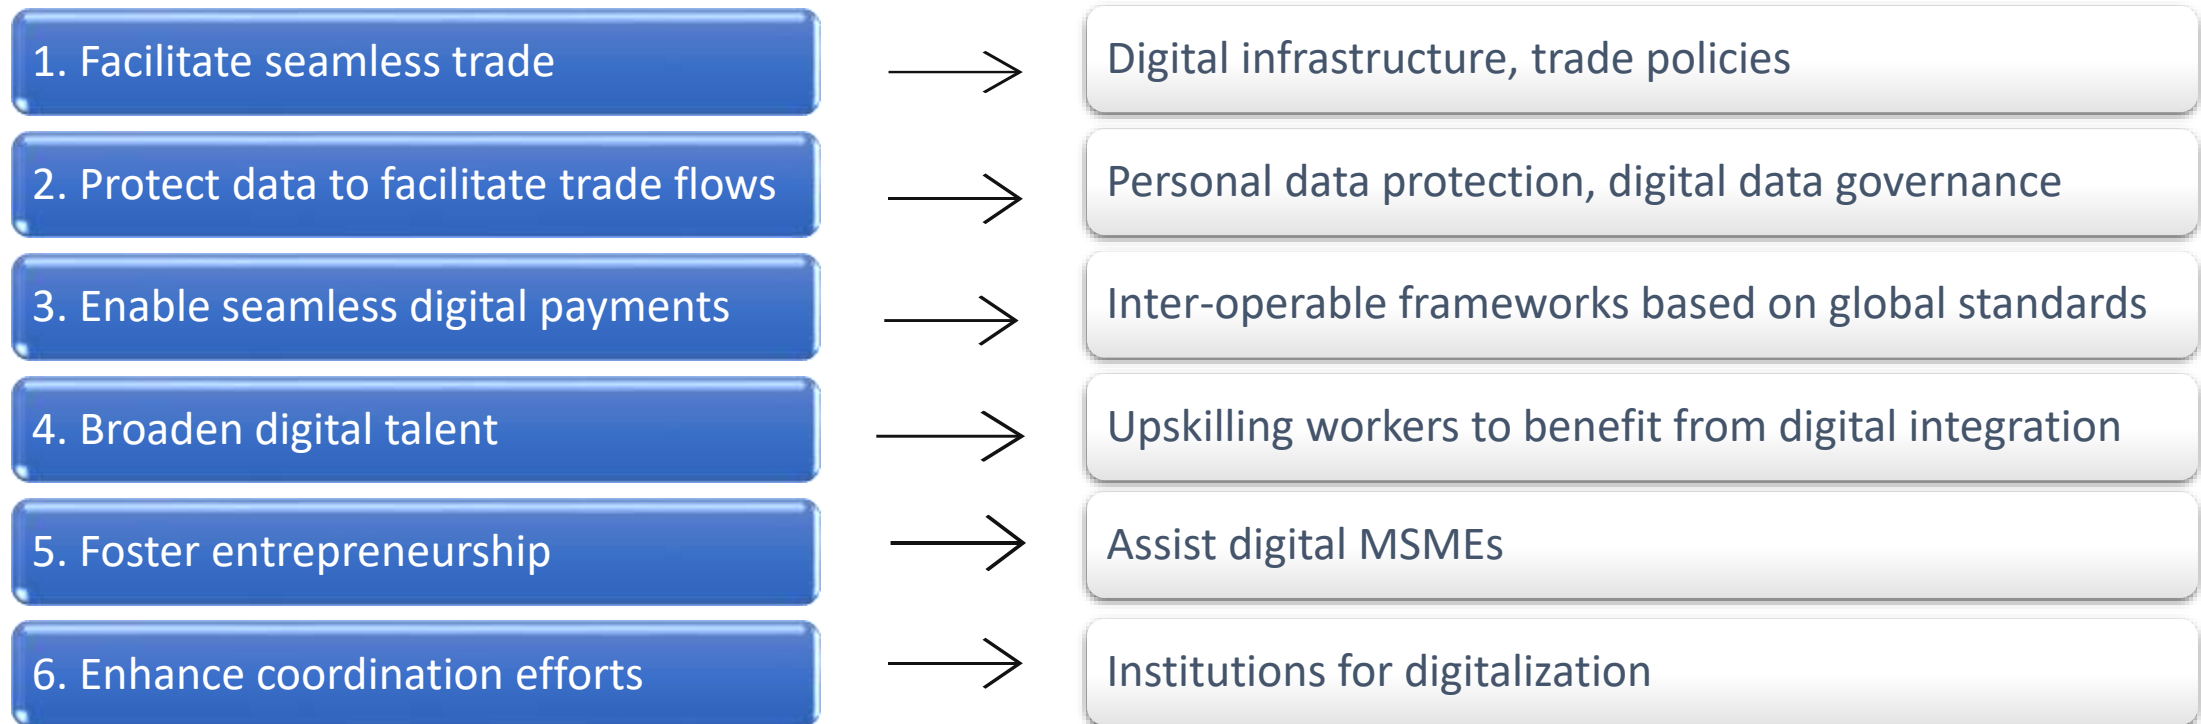 1. Facilitate seamless trade
Digital infrastructure, trade policies
2. Protect data to facilitate trade flows
Personal data protection, digital data governance
3. Enable seamless digital payments
Inter-operable frameworks based on global standards
4. Broaden digital talent
Upskilling workers to benefit from digital integration
5. Foster entrepreneurship
Assist digital MSMEs
6. Enhance coordination efforts
Institutions for digitalization